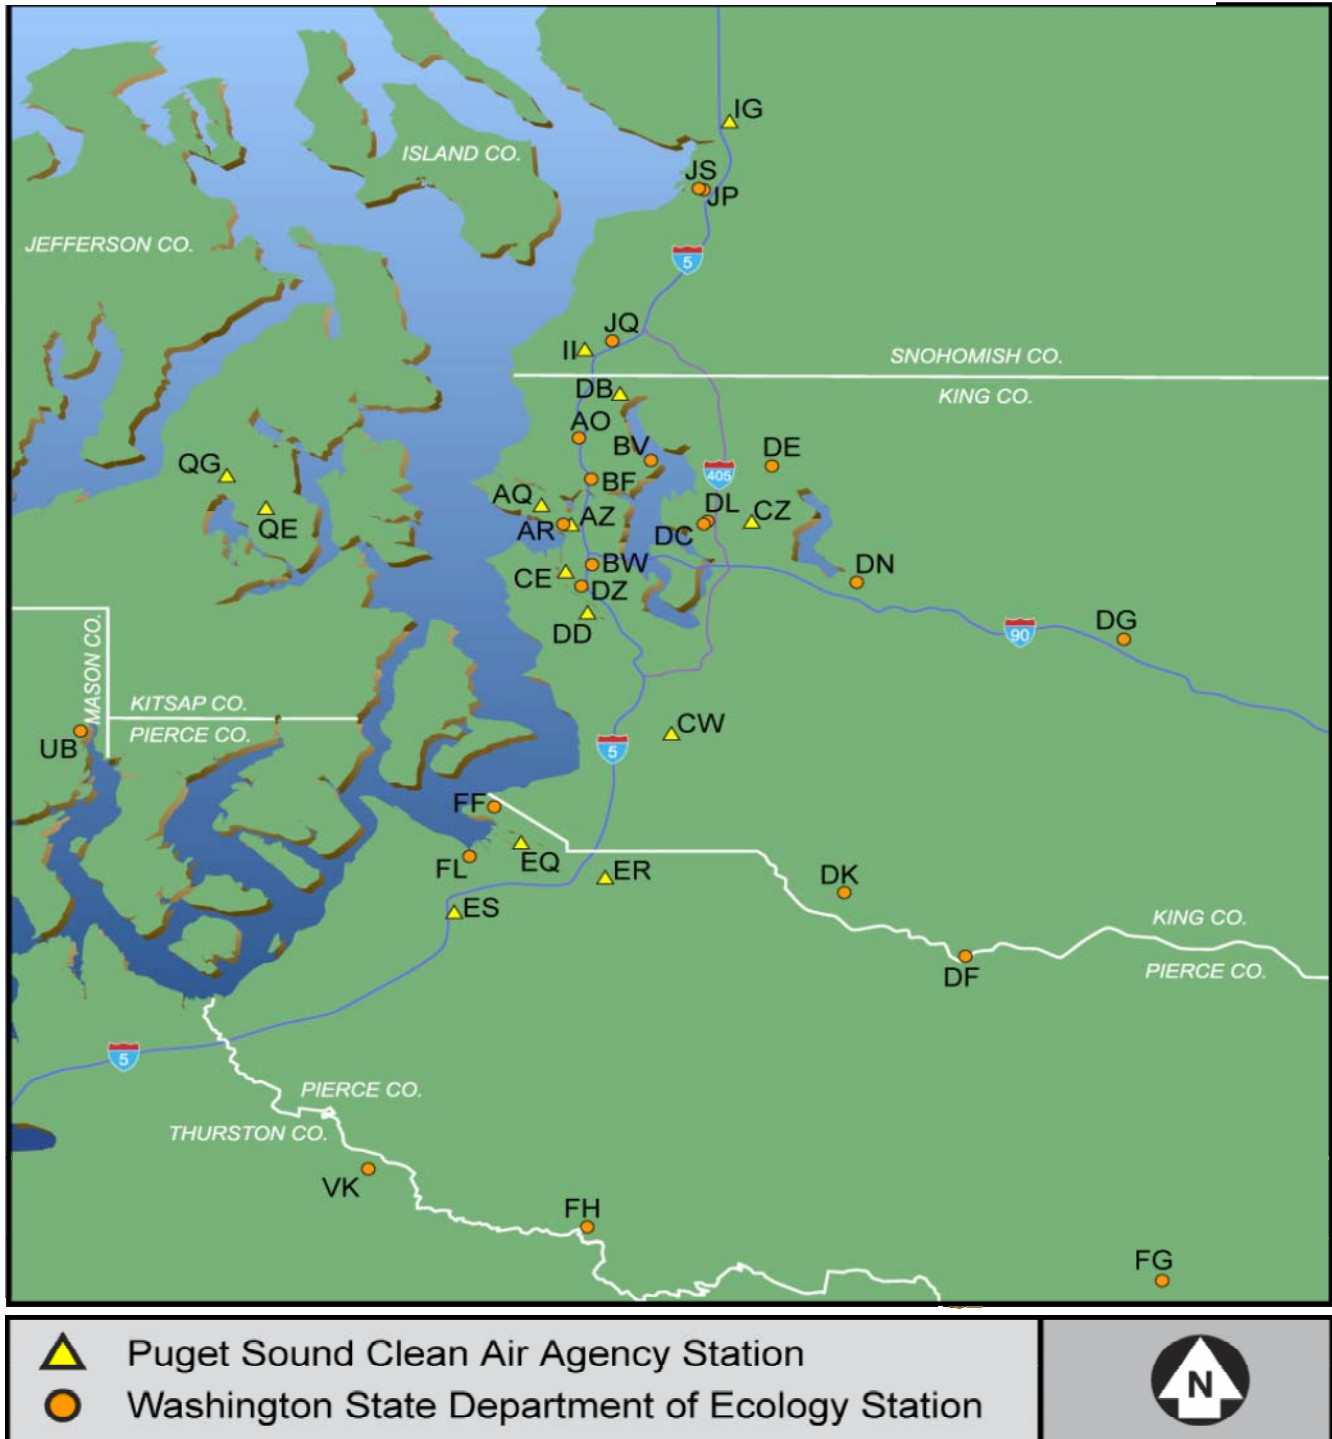 IG
ISLAND CO.
JS
JP
JEFFERSON CO.
5
JQ
II
SNOHOMISH CO.
DB
KING CO.
AO
BV
DE
QG
405
BF
AQ
DL
CZ
QE
AR
AZ
DC
BW
DN
CE
DZ
DD
DG
90
MASON CO.
KITSAP CO.
CW
UB
PIERCE CO.
5
FF
FL
EQ
ER
DK
ES
KING CO.
DF
PIERCE CO.
5
PIERCE CO.
THURSTON CO.
VK
FH
FG
Puget Sound Clean Air Agency Station
Washington State Department of Ecology Station
N